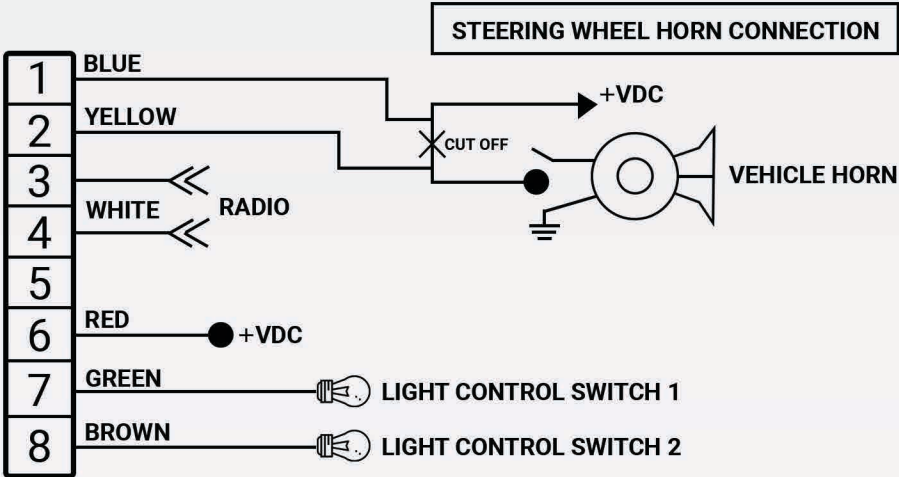 STEERING WHEEL HORN CONNECTION
1 BLUE
+VDC
2 YELLOW
CUT OFF
3
VEHICLE HORN
WHITE RADIO
4
5
6 RED
+VDC
7 GREEN
LIGHT CONTROL SWITCH 1
8 BROWN
LIGHT CONTROL SWITCH 2